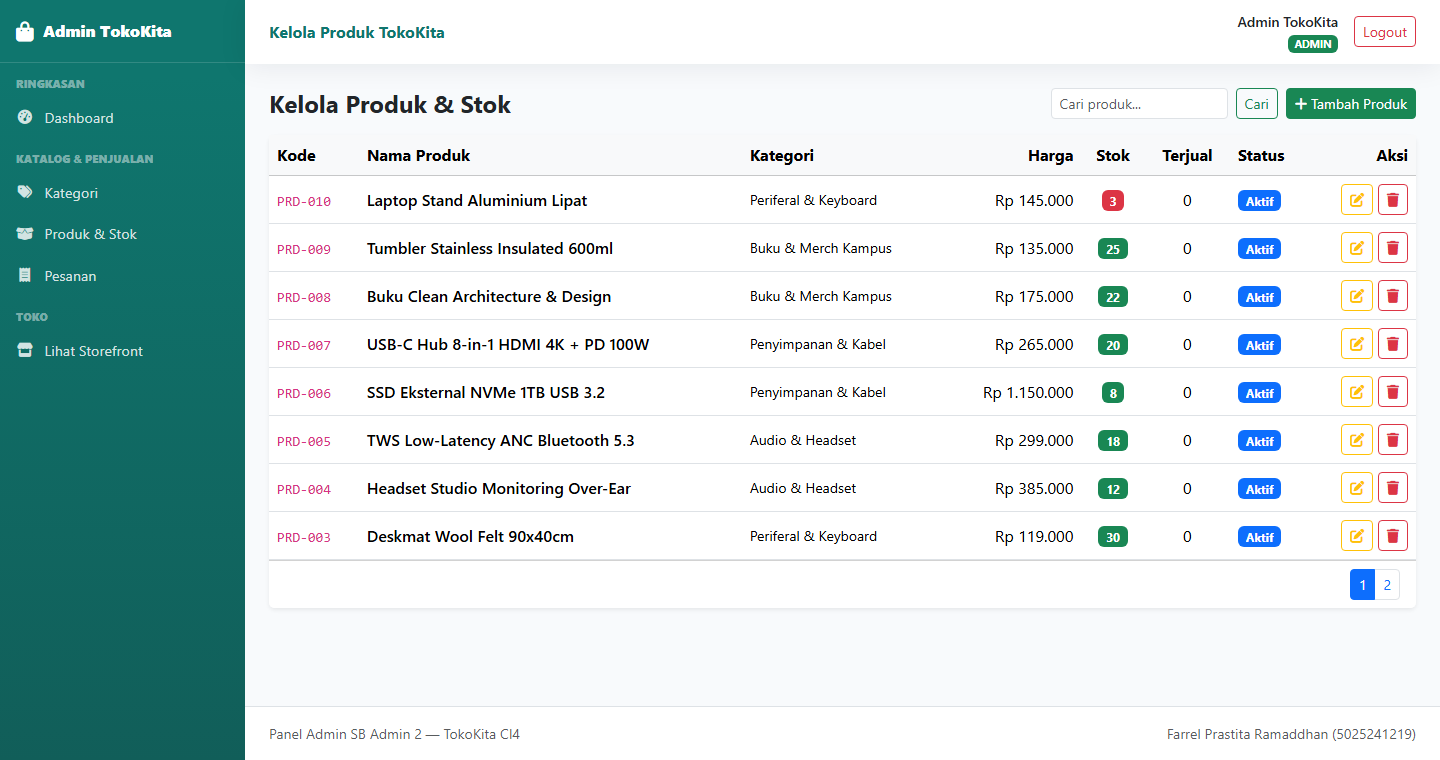 Admin TokoKita
RINGKASAN
Dashboard
KATALOG & PENJUALAN
Kategori
Produk & Stok
Pesanan
TOKO
Lihat Storefront
Kelola Produk TokoKita
Admin TokoKita
ADMIN
Logout
Kelola Produk & Stok
Cari produk...
Cari
Tambah Produk
Kode Nama Produk Kategori Harga Stok Terjual Status Aksi
PRD-010 Laptop Stand Aluminium Lipat Periferal & Keyboard Rp 145.000 3 0 Aktif
PRD-009 Tumbler Stainless Insulated 600ml Buku & Merch Kampus Rp 135.000 25 0 Aktif
PRD-008 Buku Clean Architecture & Design Buku & Merch Kampus Rp 175.000 22 0 Aktif
PRD-007 USB-C Hub 8-in-1 HDMI 4K + PD 100W Penyimpanan & Kabel Rp 265.000 20 0 Aktif
PRD-006 SSD Eksternal NVMe 1TB USB 3.2 Penyimpanan & Kabel Rp 1.150.000 8 0 Aktif
PRD-005 TWS Low-Latency ANC Bluetooth 5.3 Audio & Headset Rp 299.000 18 0 Aktif
PRD-004 Headset Studio Monitoring Over-Ear Audio & Headset Rp 385.000 12 0 Aktif
PRD-003 Deskmat Wool Felt 90x40cm Periferal & Keyboard Rp 119.000 30 0 Aktif
1 2
Panel Admin SB Admin 2 — TokoKita CI4
Farrel Prastita Ramaddhan (5025241219)